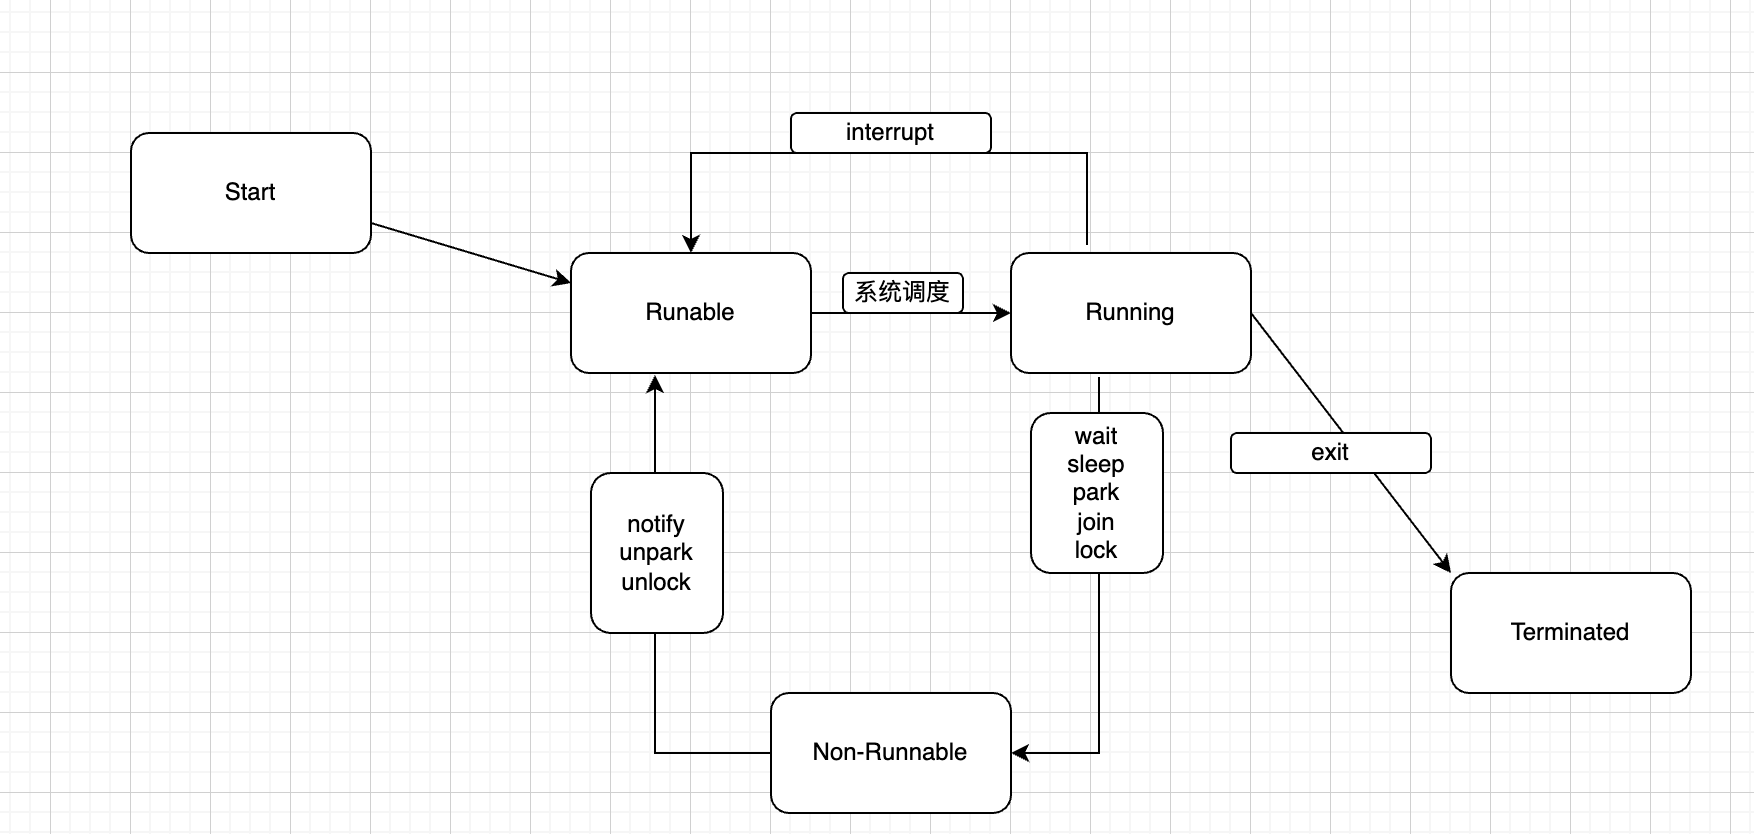 interrupt
Start
系统调度
Runable
Running
wait
sleep
park
join
lock
exit
notify
unpark
unlock
Terminated
Non-Runnable